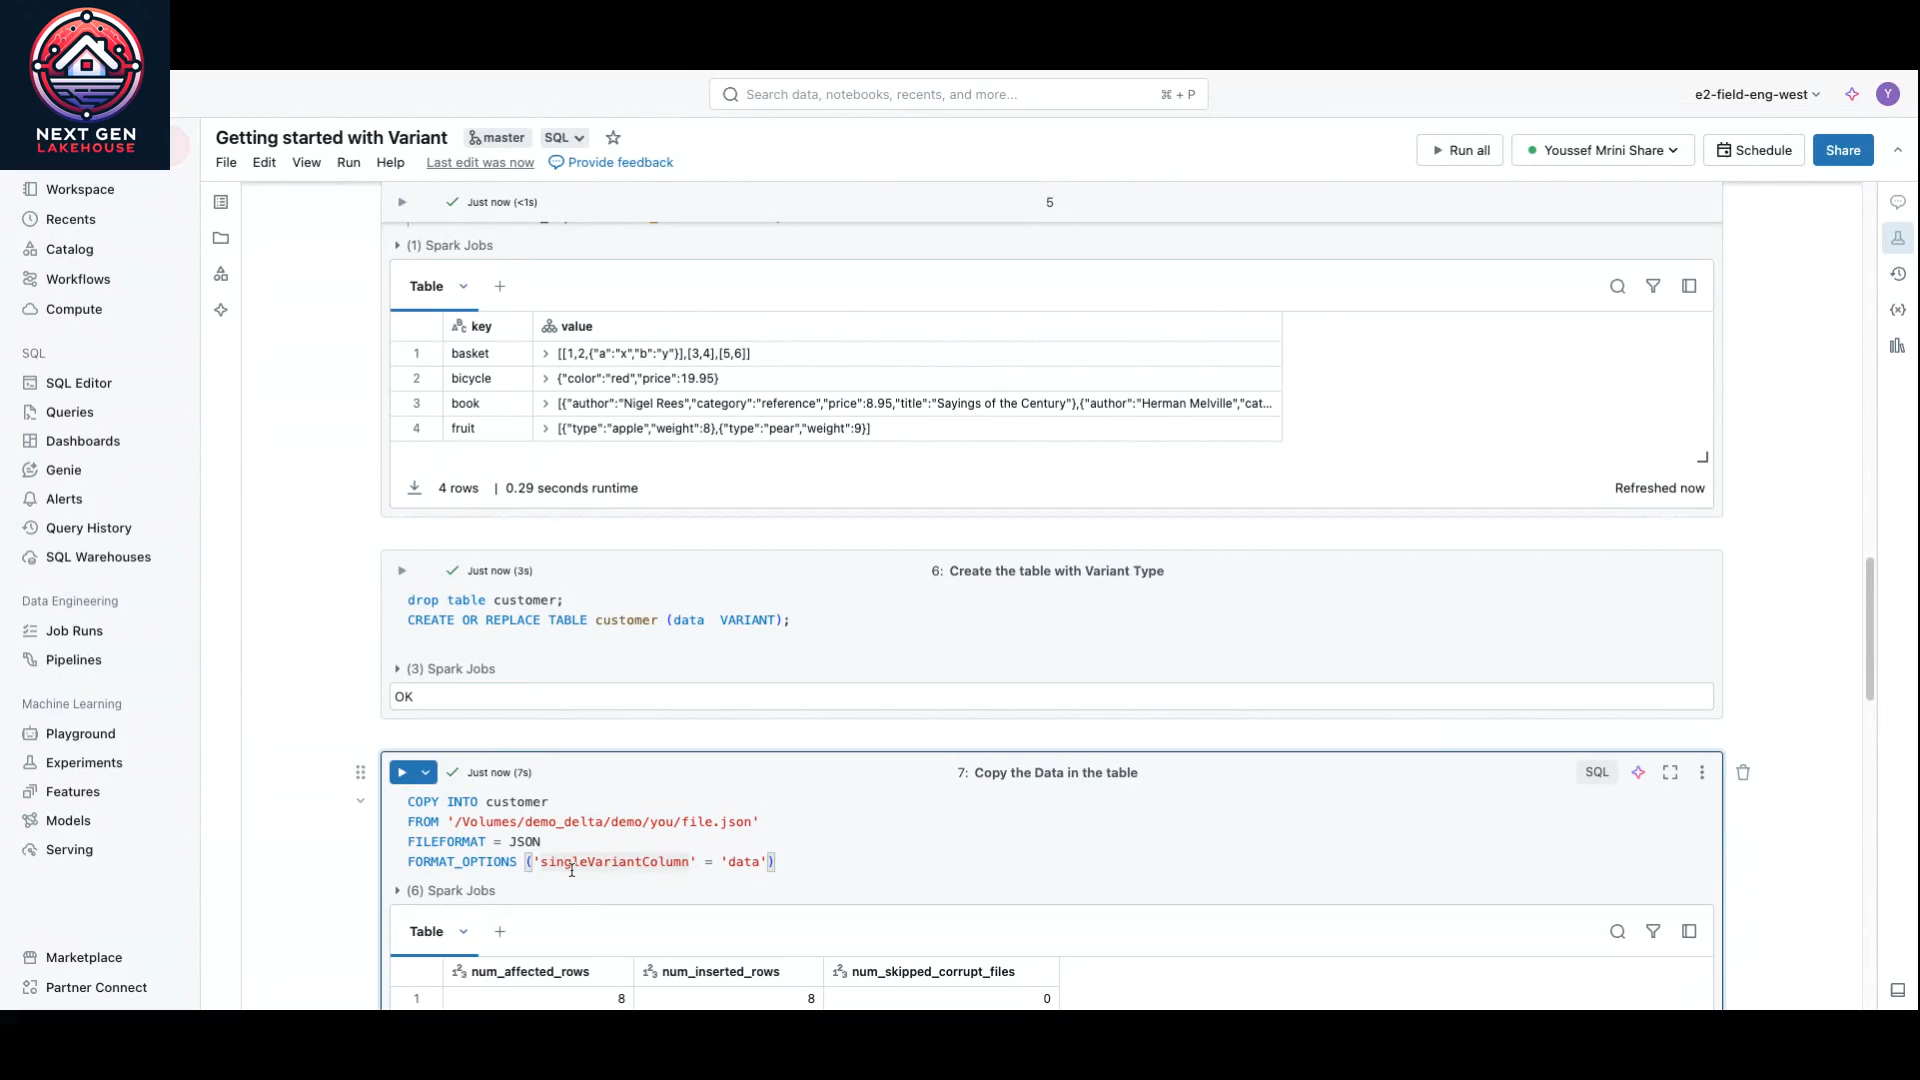 NEXT GEN
LAKEHOUSE
Search data, notebooks, recents, and more...
⌘ + P
e2-field-eng-west
Y
Getting started with Variant
master
SQL
File Edit View Run Help Last edit was now Provide feedback
Run all
Youssef Mrini Share
Schedule
Share
Workspace
Recents
Catalog
Workflows
Compute
SQL
SQL Editor
Queries
Dashboards
Genie
Alerts
Query History
SQL Warehouses
Data Engineering
Job Runs
Pipelines
Machine Learning
Playground
Experiments
Features
Models
Serving
Marketplace
Partner Connect
Just now (<1s) 5
(1) Spark Jobs
Table +
key value
1 basket [[1,2,{"a":"x","b":"y"}],[3,4],[5,6]]
2 bicycle {"color":"red","price":19.95}
3 book [{"author":"Nigel Rees","category":"reference","price":8.95,"title":"Sayings of the Century"},{"author":"Herman Melville","cat...
4 fruit [{"type":"apple","weight":8},{"type":"pear","weight":9}]
4 rows | 0.29 seconds runtime Refreshed now
Just now (3s) 6: Create the table with Variant Type
drop table customer;
CREATE OR REPLACE TABLE customer (data VARIANT);
(3) Spark Jobs
OK
Just now (7s) 7: Copy the Data in the table SQL
COPY INTO customer
FROM '/Volumes/demo_delta/demo/you/file.json'
FILEFORMAT = JSON
FORMAT_OPTIONS ('singleVariantColumn' = 'data')
(6) Spark Jobs
Table +
num_affected_rows num_inserted_rows num_skipped_corrupt_files
1 8 8 0